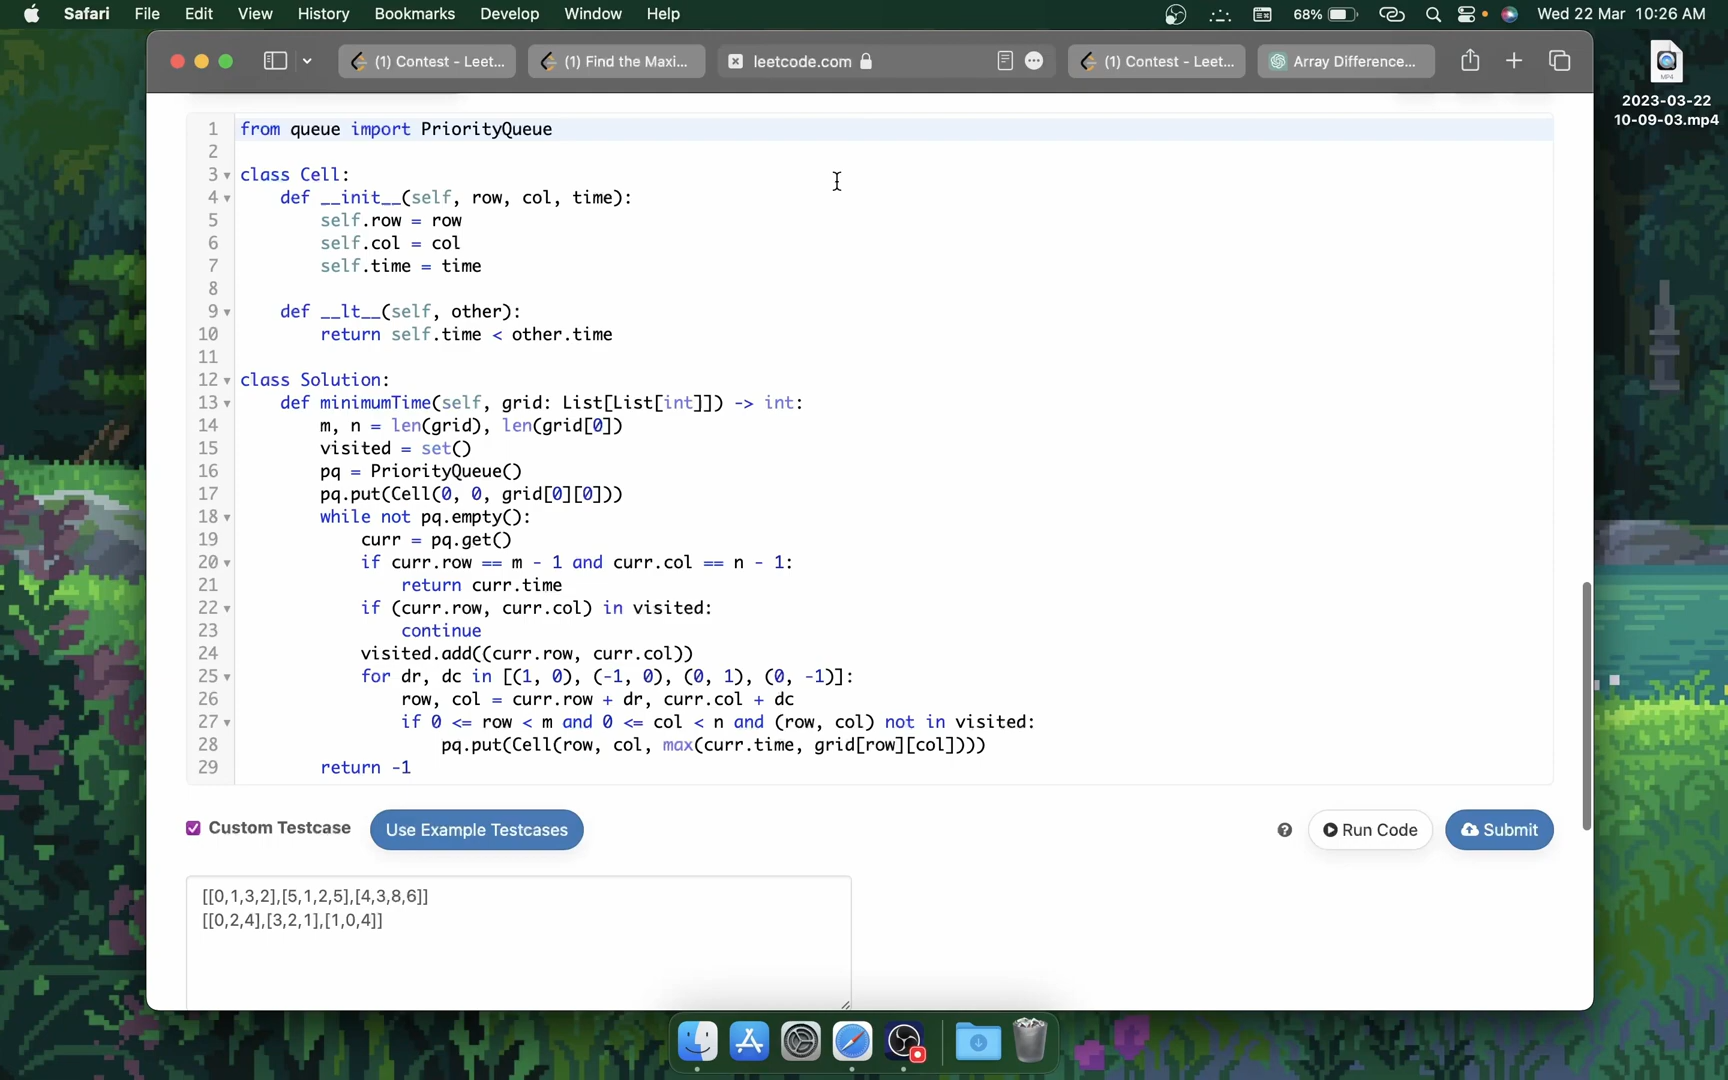 Safari File Edit View History Bookmarks Develop Window Help 68% Wed 22 Mar 10:26 AM
(1) Contest - Leet... (1) Find the Maxi... leetcode.com (1) Contest - Leet... Array Difference...
MP4
2023-03-22
10-09-03.mp4
1 from queue import PriorityQueue
2
3 class Cell:
4 def __init__(self, row, col, time):
5 self.row = row
6 self.col = col
7 self.time = time
8
9 def __lt__(self, other):
10 return self.time < other.time
11
12 class Solution:
13 def minimumTime(self, grid: List[List[int]]) -> int:
14 m, n = len(grid), len(grid[0])
15 visited = set()
16 pq = PriorityQueue()
17 pq.put(Cell(0, 0, grid[0][0]))
18 while not pq.empty():
19 curr = pq.get()
20 if curr.row == m - 1 and curr.col == n - 1:
21 return curr.time
22 if (curr.row, curr.col) in visited:
23 continue
24 visited.add((curr.row, curr.col))
25 for dr, dc in [(1, 0), (-1, 0), (0, 1), (0, -1)]:
26 row, col = curr.row + dr, curr.col + dc
27 if 0 <= row < m and 0 <= col < n and (row, col) not in visited:
28 pq.put(Cell(row, col, max(curr.time, grid[row][col])))
29 return -1
Custom Testcase Use Example Testcases ? Run Code Submit
[[0,1,3,2],[5,1,2,5],[4,3,8,6]]
[[0,2,4],[3,2,1],[1,0,4]]